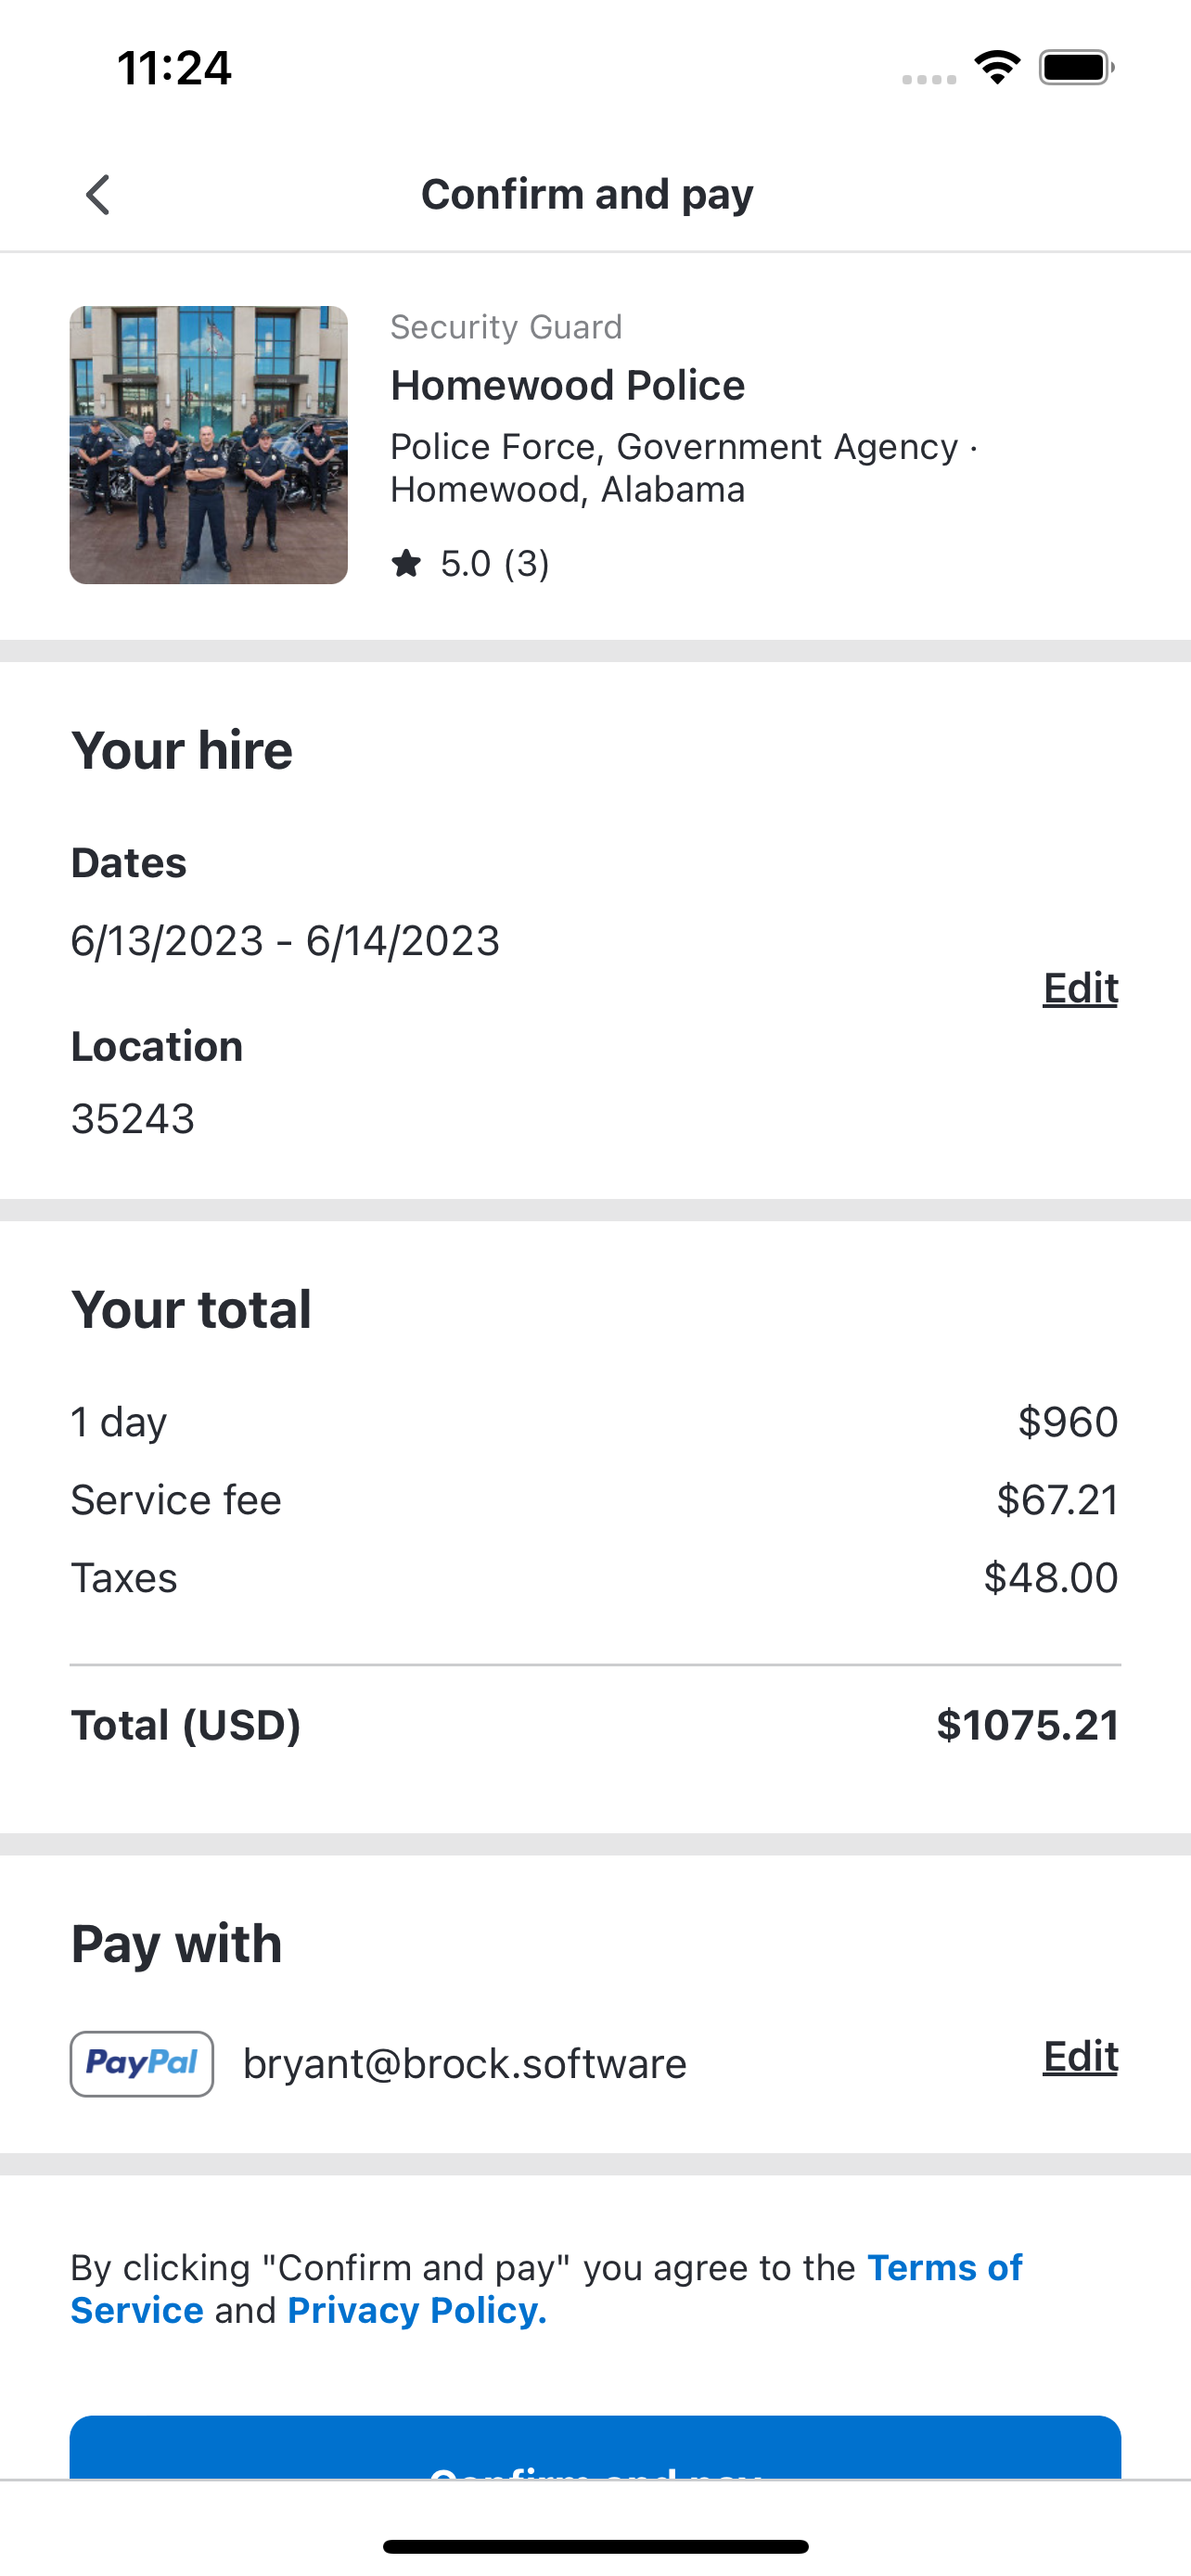 11:24
Confirm and pay
Security Guard
Homewood Police
Police Force, Government Agency ·
Homewood, Alabama
5.0 (3)
Your hire
Dates
6/13/2023 - 6/14/2023
Edit
Location
35243
Your total
1 day $960
Service fee $67.21
Taxes $48.00
Total (USD) $1075.21
Pay with
PayPal bryant@brock.software Edit
By clicking "Confirm and pay" you agree to the Terms of
Service and Privacy Policy.
Confirm and pay